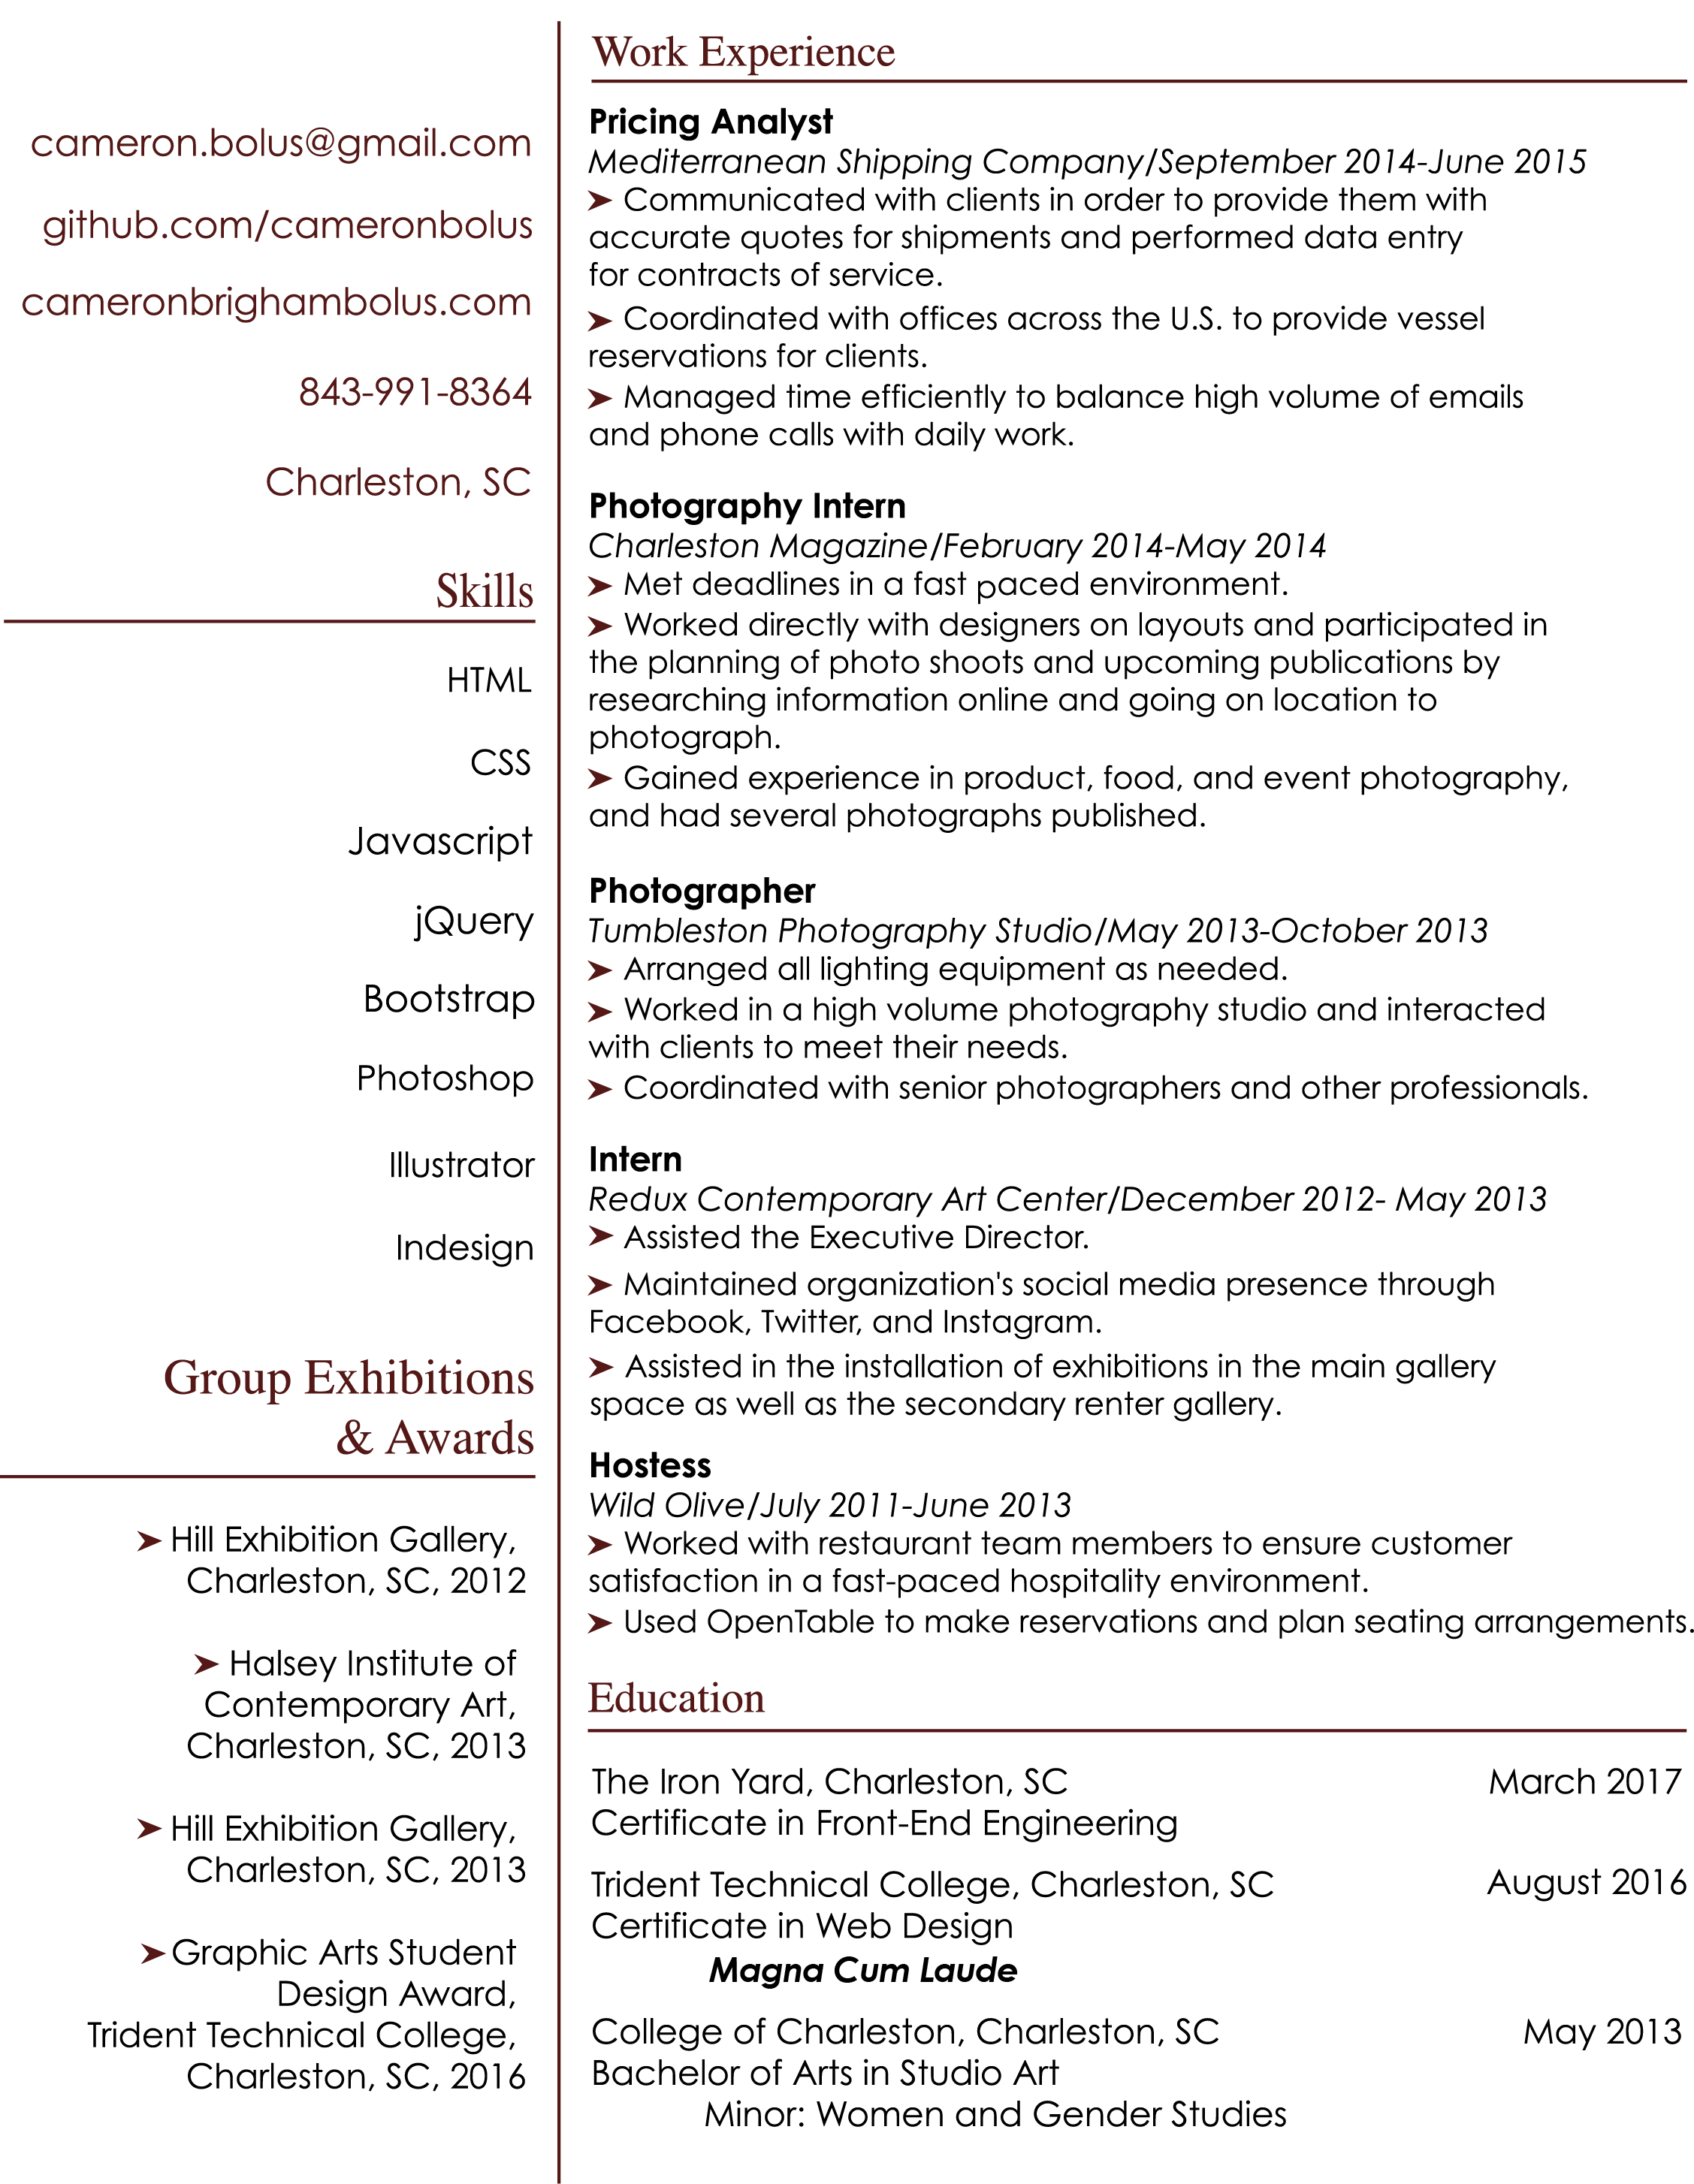 cameron.bolus@gmail.com
github.com/cameronbolus
cameronbrighambolus.com
843-991-8364
Charleston, SC
Skills
HTML
CSS
Javascript
jQuery
Bootstrap
Photoshop
Illustrator
Indesign
Group Exhibitions
& Awards
➤ Hill Exhibition Gallery,
Charleston, SC, 2012
➤ Halsey Institute of
Contemporary Art,
Charleston, SC, 2013
➤ Hill Exhibition Gallery,
Charleston, SC, 2013
➤ Graphic Arts Student
Design Award,
Trident Technical College,
Charleston, SC, 2016
Work Experience
Pricing Analyst
Mediterranean Shipping Company/September 2014-June 2015
➤ Communicated with clients in order to provide them with
accurate quotes for shipments and performed data entry
for contracts of service.
➤ Coordinated with offices across the U.S. to provide vessel
reservations for clients.
➤ Managed time efficiently to balance high volume of emails
and phone calls with daily work.
Photography Intern
Charleston Magazine/February 2014-May 2014
➤ Met deadlines in a fast paced environment.
➤ Worked directly with designers on layouts and participated in
the planning of photo shoots and upcoming publications by
researching information online and going on location to
photograph.
➤ Gained experience in product, food, and event photography,
and had several photographs published.
Photographer
Tumbleston Photography Studio/May 2013-October 2013
➤ Arranged all lighting equipment as needed.
➤ Worked in a high volume photography studio and interacted
with clients to meet their needs.
➤ Coordinated with senior photographers and other professionals.
Intern
Redux Contemporary Art Center/December 2012- May 2013
➤ Assisted the Executive Director.
➤ Maintained organization's social media presence through
Facebook, Twitter, and Instagram.
➤ Assisted in the installation of exhibitions in the main gallery
space as well as the secondary renter gallery.
Hostess
Wild Olive/July 2011-June 2013
➤ Worked with restaurant team members to ensure customer
satisfaction in a fast-paced hospitality environment.
➤ Used OpenTable to make reservations and plan seating arrangements.
Education
The Iron Yard, Charleston, SC March 2017
Certificate in Front-End Engineering
Trident Technical College, Charleston, SC August 2016
Certificate in Web Design
Magna Cum Laude
College of Charleston, Charleston, SC May 2013
Bachelor of Arts in Studio Art
Minor: Women and Gender Studies